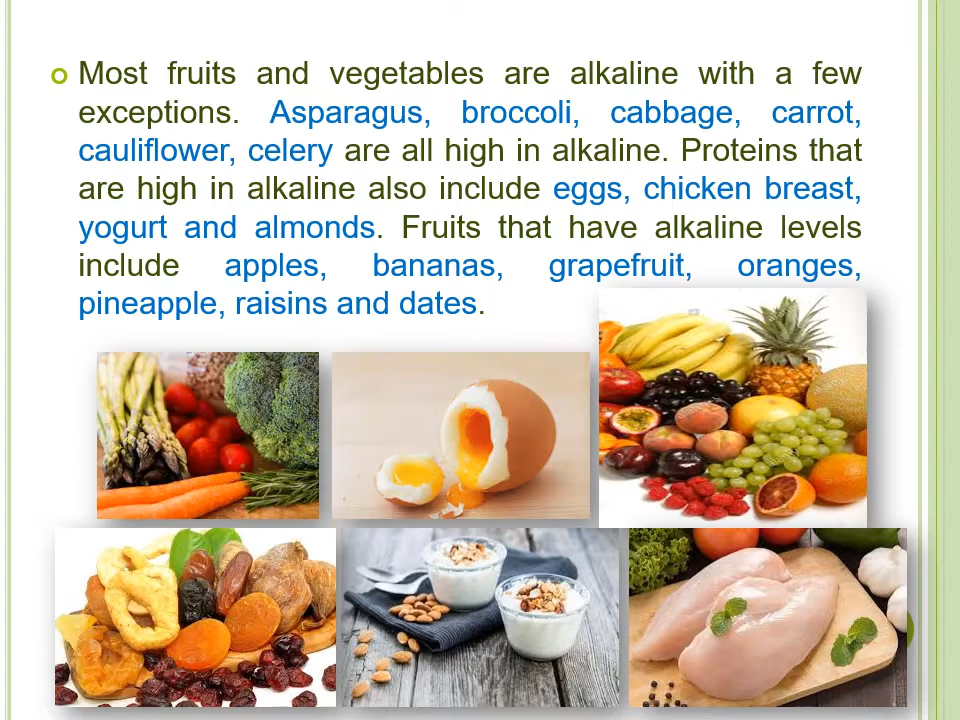 Most fruits and vegetables are alkaline with a few
exceptions. Asparagus, broccoli, cabbage, carrot,
cauliflower, celery are all high in alkaline. Proteins that
are high in alkaline also include eggs, chicken breast,
yogurt and almonds. Fruits that have alkaline levels
include apples, bananas, grapefruit, oranges,
pineapple, raisins and dates.